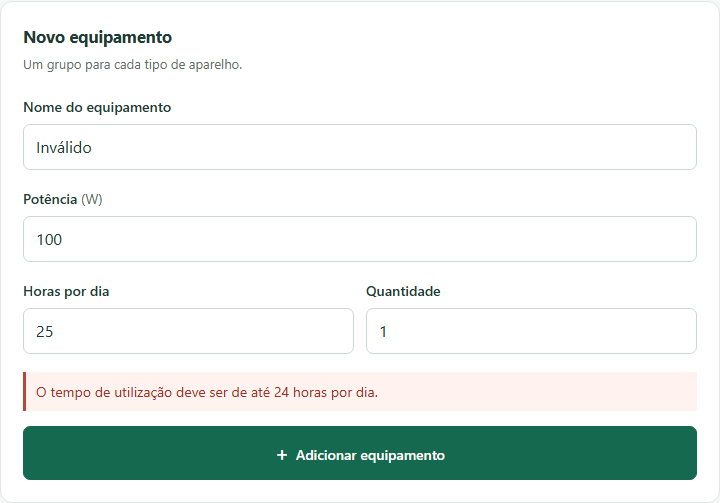 Novo equipamento
Um grupo para cada tipo de aparelho.
Nome do equipamento
Inválido
Potência (W)
100
Horas por dia
Quantidade
25
1
O tempo de utilização deve ser de até 24 horas por dia.
+ Adicionar equipamento